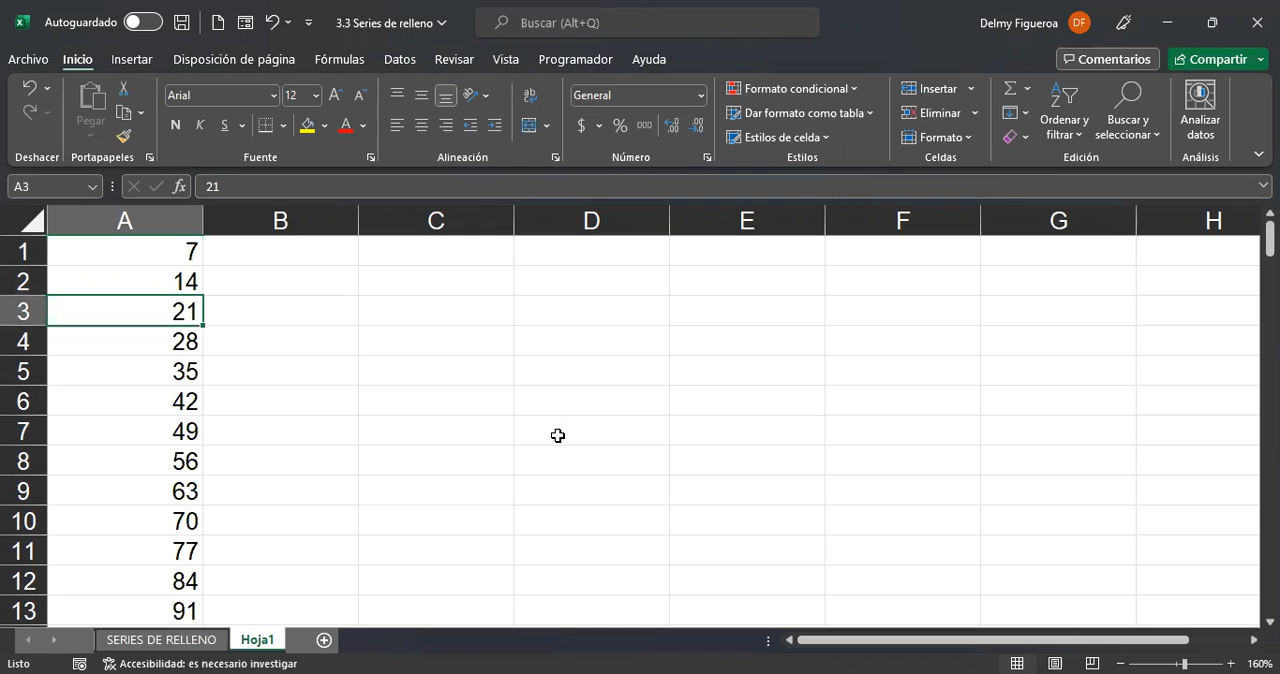 Autoguardado 3.3 Series de relleno Buscar (Alt+Q) Delmy Figueroa DF
Archivo Inicio Insertar Disposición de página Fórmulas Datos Revisar Vista Programador Ayuda Comentarios Compartir
Pegar Arial 12 General Formato condicional Insertar
Dar formato como tabla Eliminar Ordenar y filtrar Buscar y seleccionar Analizar datos
N K S $ % 000 Estilos de celda Formato
Deshacer Portapapeles Fuente Alineación Número Estilos Celdas Edición Análisis
A3 fx 21
A B C D E F G H
1 7
2 14
3 21
4 28
5 35
6 42
7 49
8 56
9 63
10 70
11 77
12 84
13 91
SERIES DE RELLENO Hoja1
Listo Accesibilidad: es necesario investigar 160%